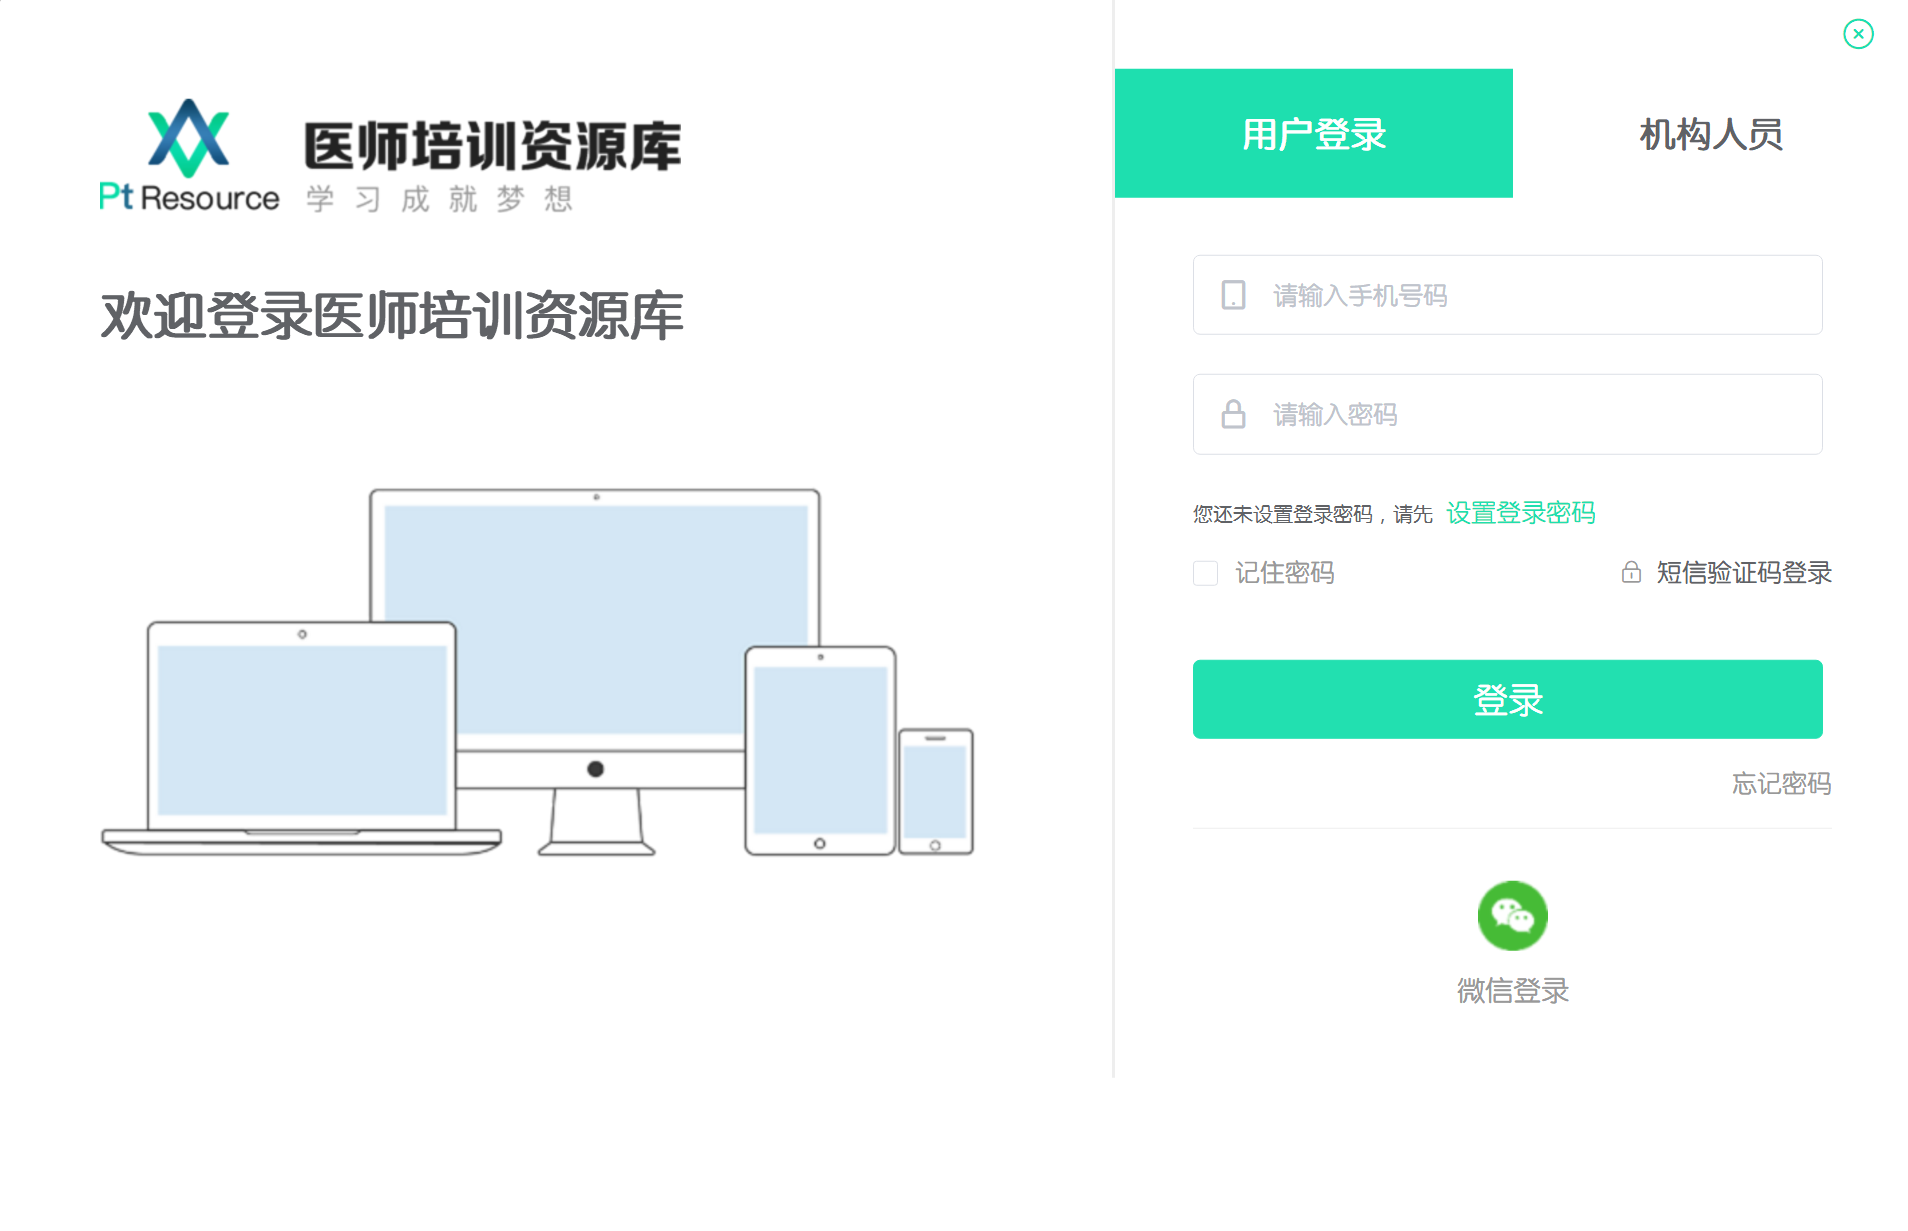 医师培训资源库
Pt Resource
学习成就梦想
欢迎登录医师培训资源库
用户登录
机构人员
请输入手机号码
请输入密码
您还未设置登录密码，请先 设置登录密码
记住密码
短信验证码登录
登录
忘记密码
微信登录